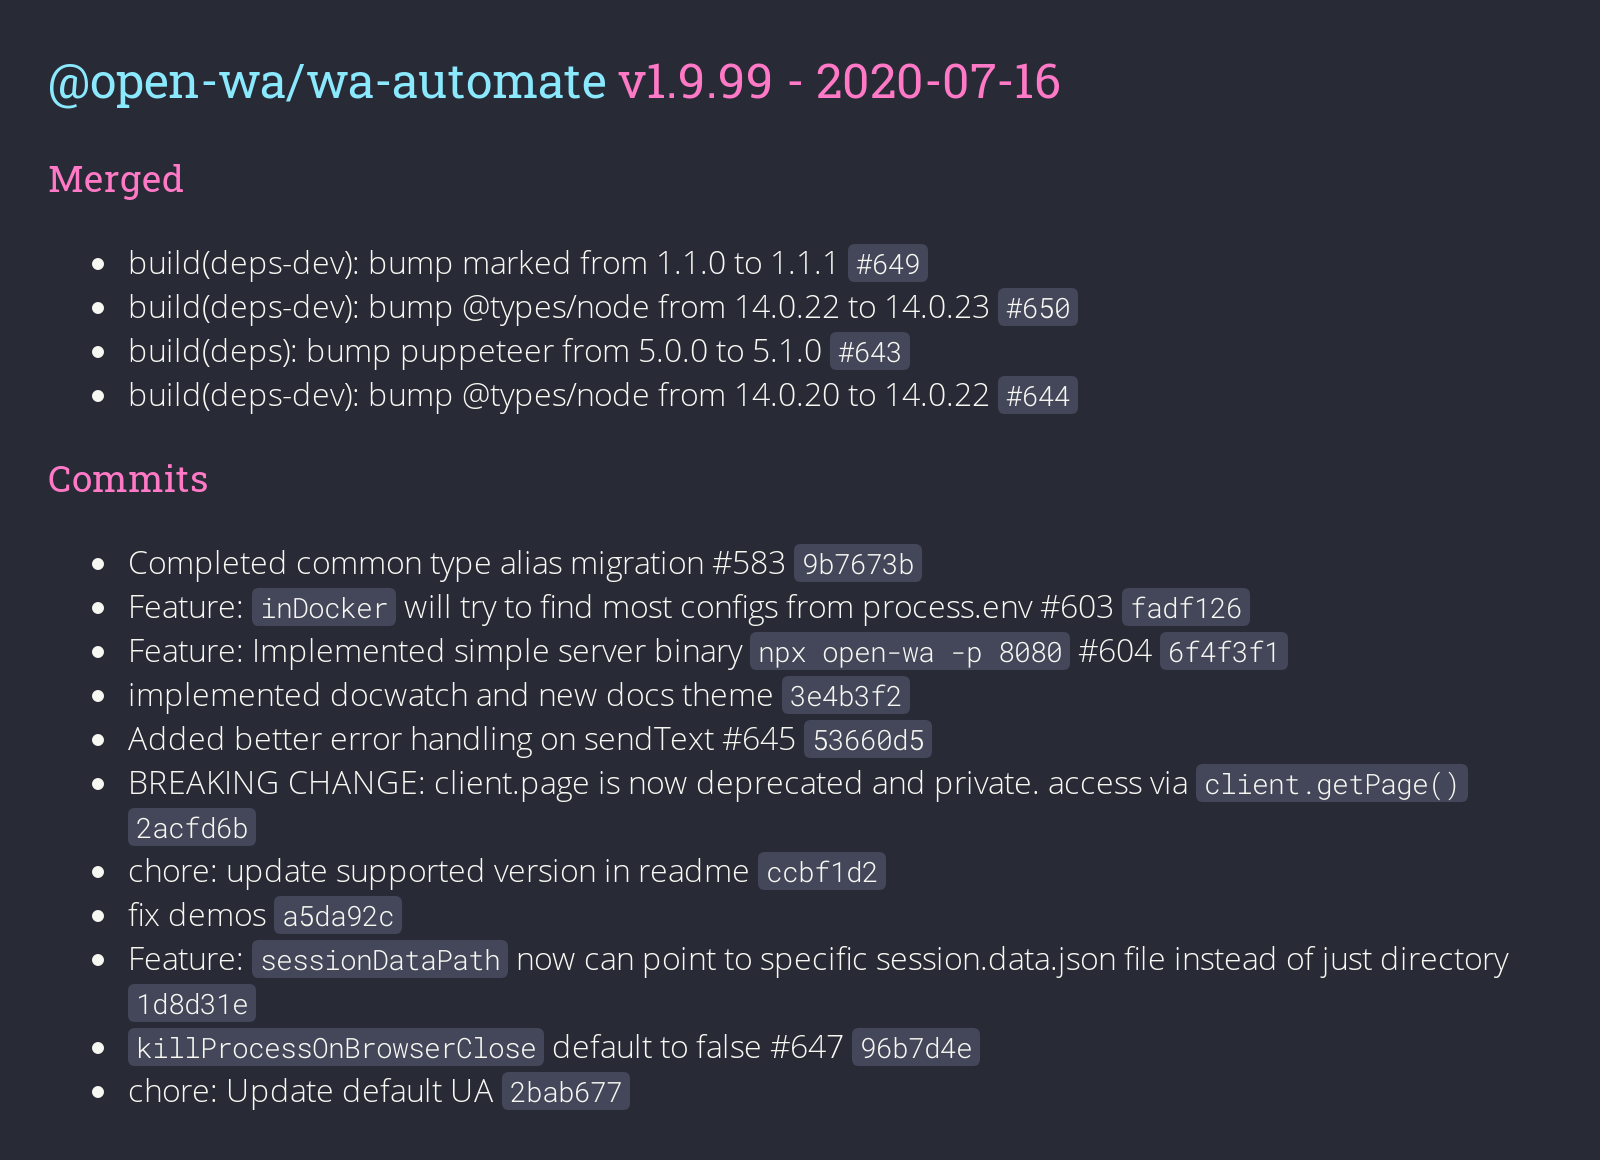 @open-wa/wa-automate v1.9.99 - 2020-07-16
Merged
build(deps-dev): bump marked from 1.1.0 to 1.1.1 #649
build(deps-dev): bump @types/node from 14.0.22 to 14.0.23 #650
build(deps): bump puppeteer from 5.0.0 to 5.1.0 #643
build(deps-dev): bump @types/node from 14.0.20 to 14.0.22 #644
Commits
Completed common type alias migration #583 9b7673b
Feature: inDocker will try to find most configs from process.env #603 fadf126
Feature: Implemented simple server binary npx open-wa -p 8080 #604 6f4f3f1
implemented docwatch and new docs theme 3e4b3f2
Added better error handling on sendText #645 53660d5
BREAKING CHANGE: client.page is now deprecated and private. access via client.getPage()
2acfd6b
chore: update supported version in readme ccbf1d2
fix demos a5da92c
Feature: sessionDataPath now can point to specific session.data.json file instead of just directory
1d8d31e
killProcessOnBrowserClose default to false #647 96b7d4e
chore: Update default UA 2bab677